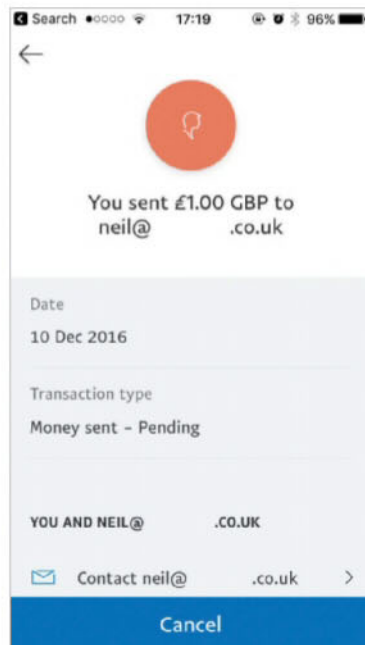 Search 17:19 96%
You sent £1.00 GBP to
neil@ .co.uk
Date
10 Dec 2016
Transaction type
Money sent – Pending
YOU AND NEIL@ .CO.UK
Contact neil@ .co.uk
Cancel